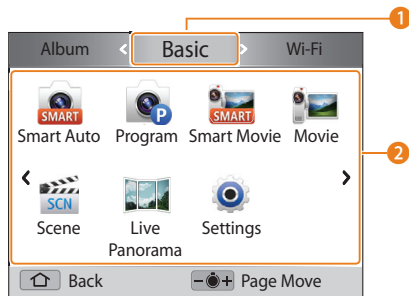 1
Album < Basic > Wi-Fi
2
SMART P SMART
Smart Auto Program Smart Movie Movie
< >
SCN
Scene Live Panorama Settings
Back Page Move